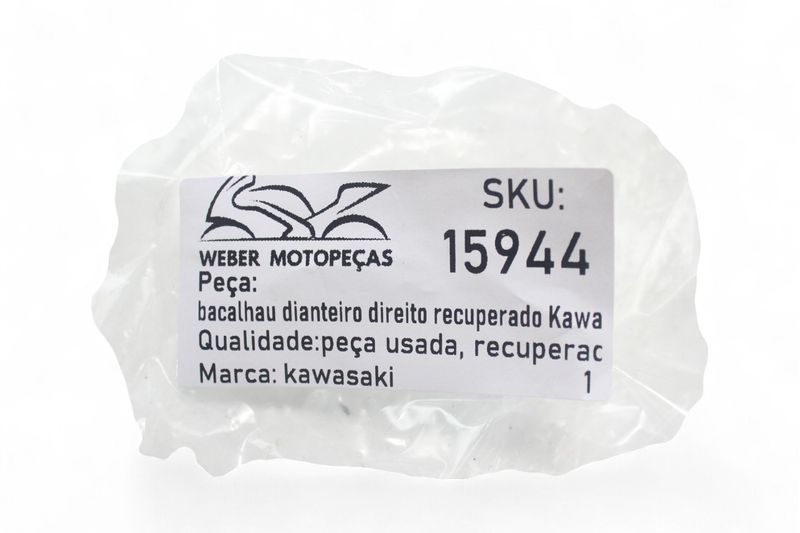 SKU:
15944
WEBER MOTOPEÇAS
Peça:
bacalhau dianteiro direito recuperado Kawa
Qualidade:peça usada, recuperac
Marca: kawasaki 1